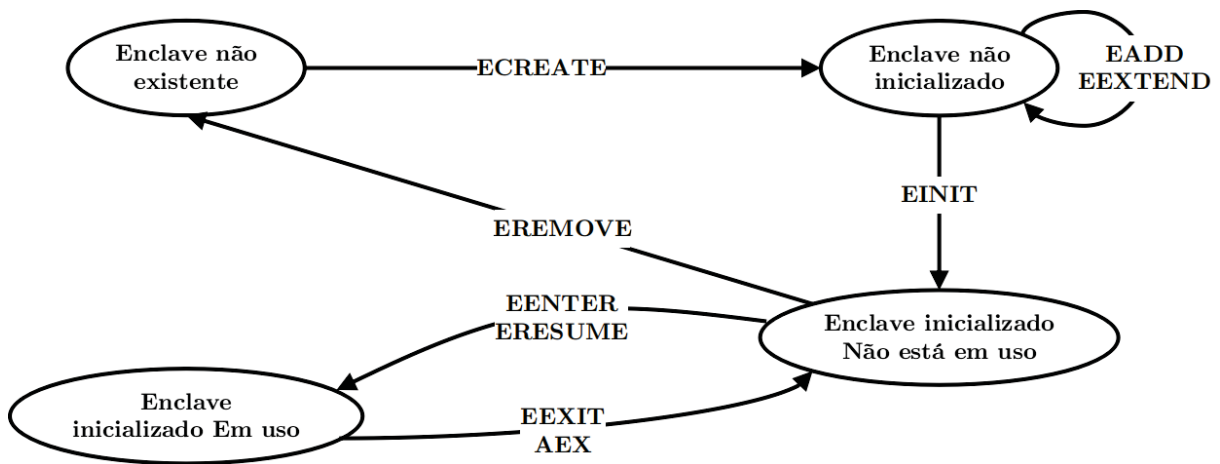 Enclave não
existente
ECREATE
Enclave não
inicializado
EADD
EEXTEND
EINIT
EREMOVE
EENTER
ERESUME
Enclave inicializado
Não está em uso
Enclave
inicializado Em uso
EEXIT
AEX